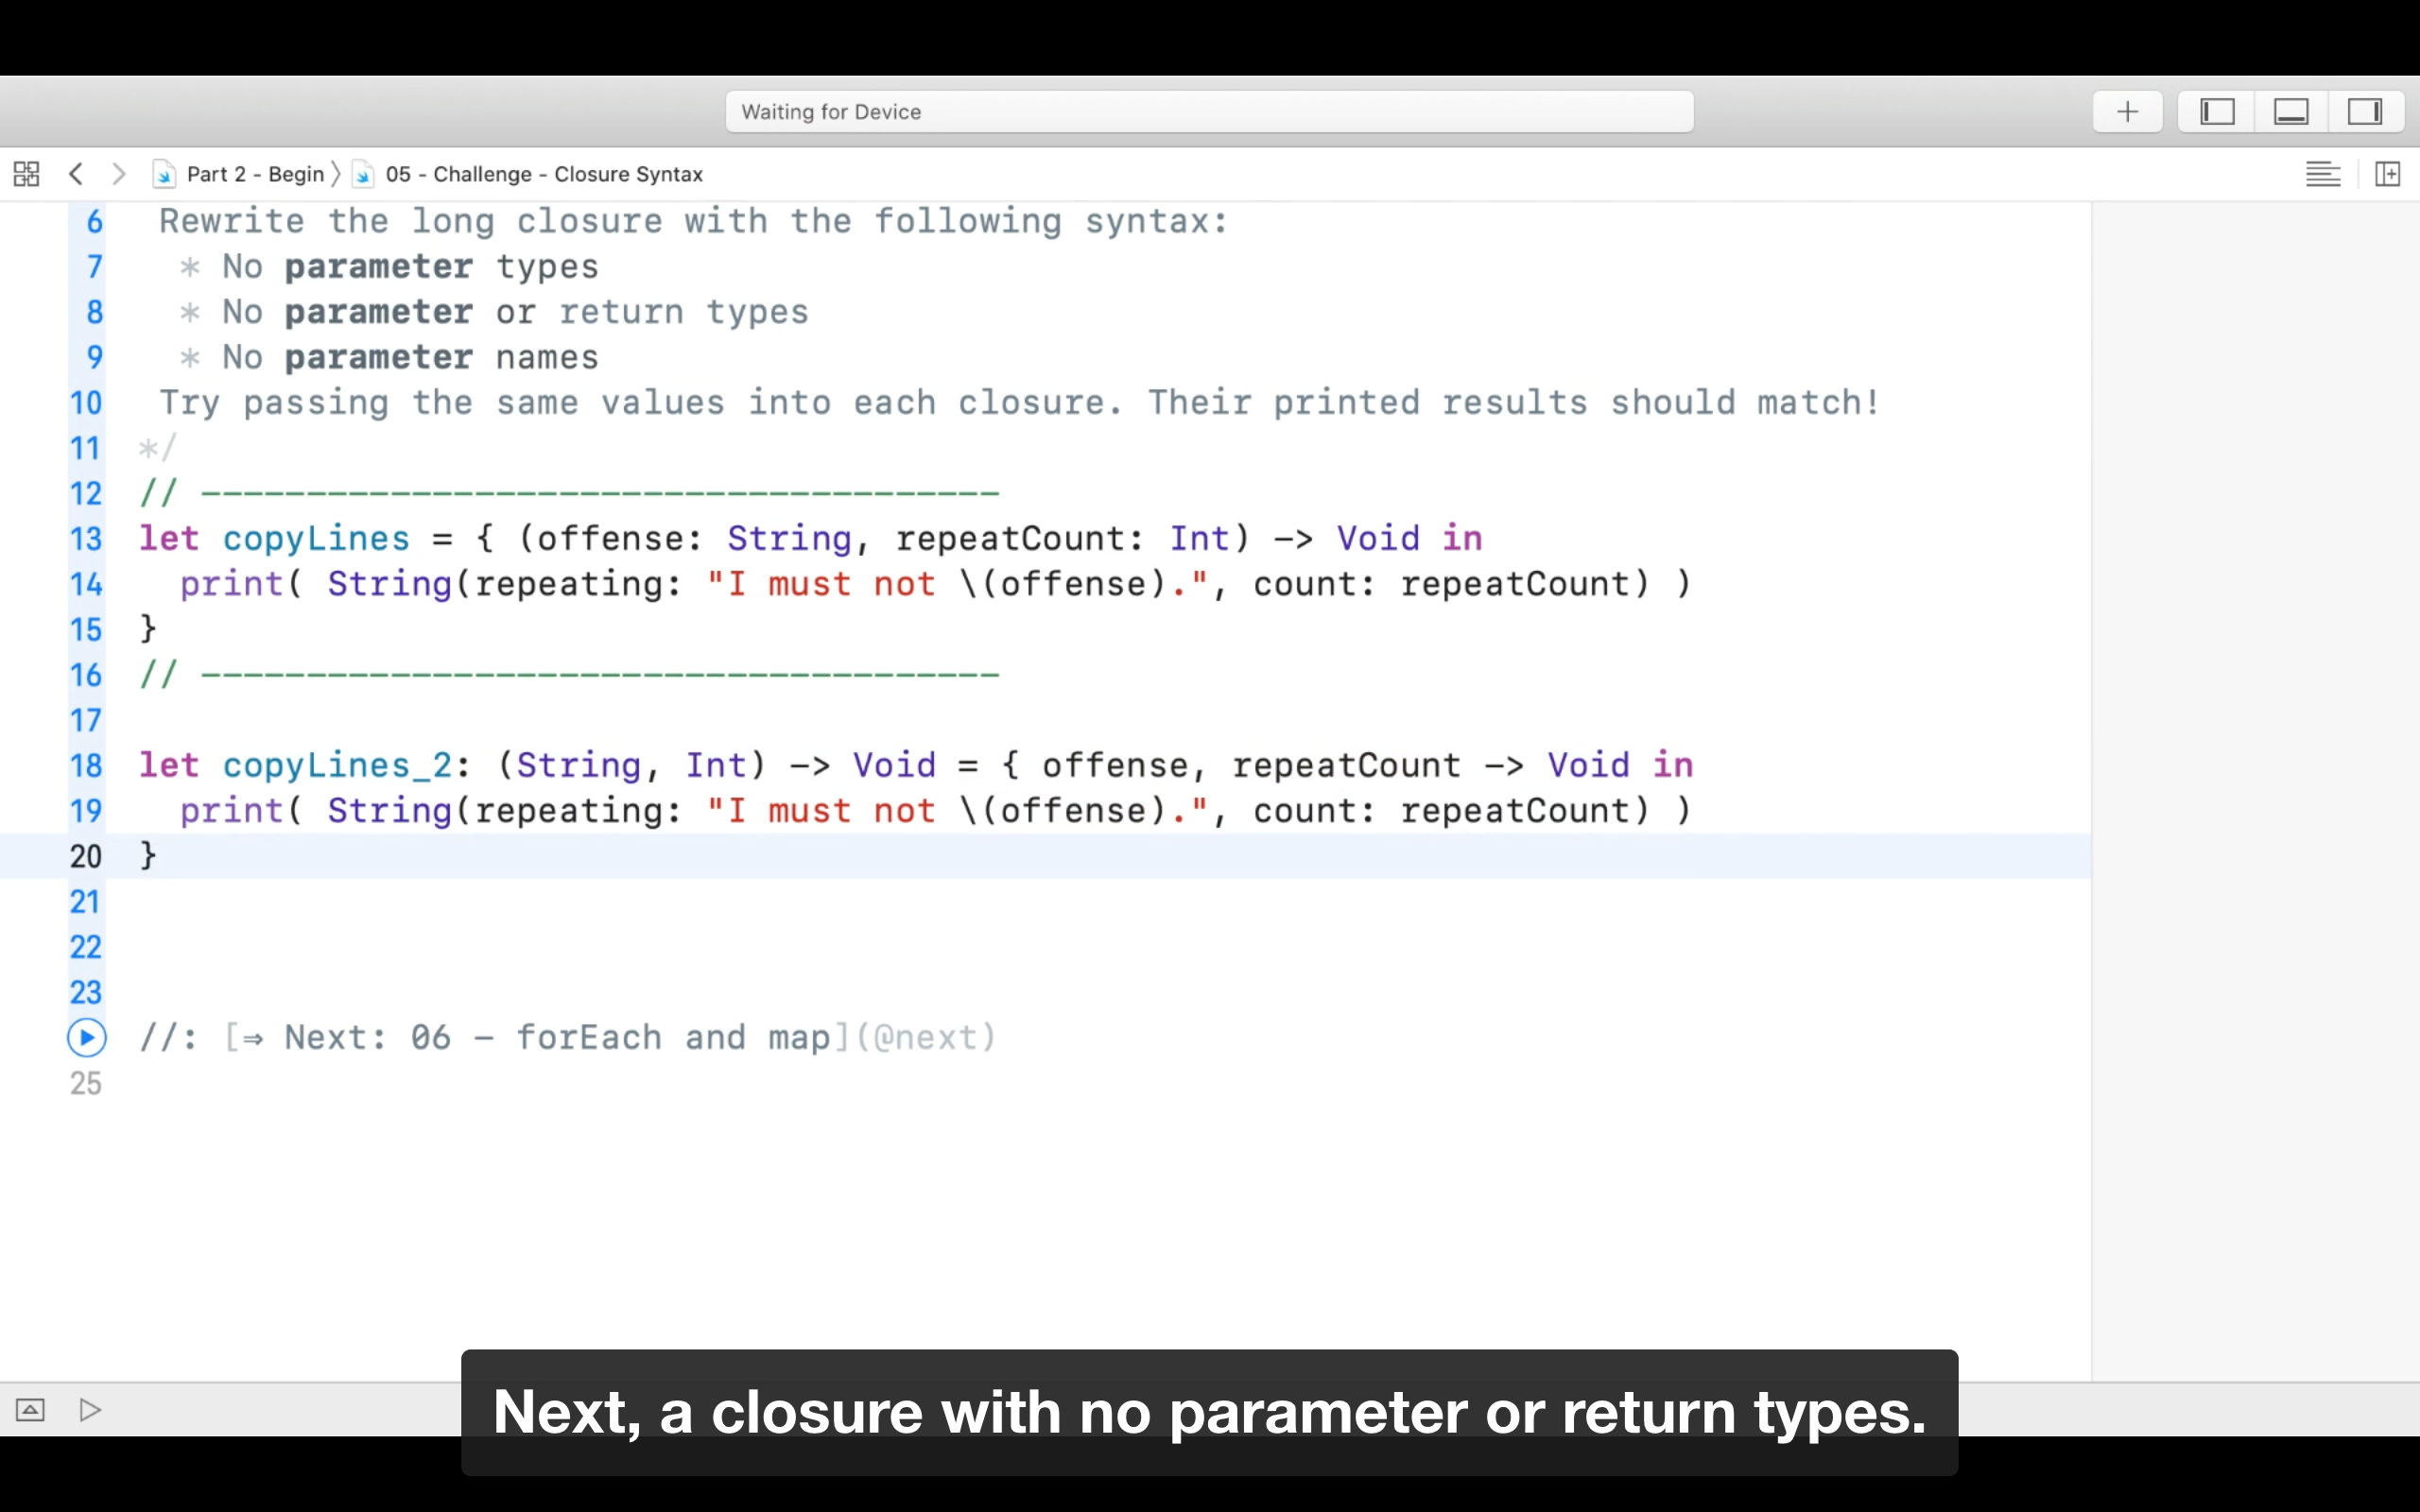 Waiting for Device
Part 2 - Begin 〉 05 - Challenge - Closure Syntax
6 Rewrite the long closure with the following syntax:
7 * No parameter types
8 * No parameter or return types
9 * No parameter names
10 Try passing the same values into each closure. Their printed results should match!
11 */
12 // --------------------------------------
13 let copyLines = { (offense: String, repeatCount: Int) -> Void in
14 print( String(repeating: "I must not \(offense).", count: repeatCount) )
15 }
16 // --------------------------------------
17
18 let copyLines_2: (String, Int) -> Void = { offense, repeatCount -> Void in
19 print( String(repeating: "I must not \(offense).", count: repeatCount) )
20 }
21
22
23
//: [⇒ Next: 06 - forEach and map](@next)
25
Next, a closure with no parameter or return types.